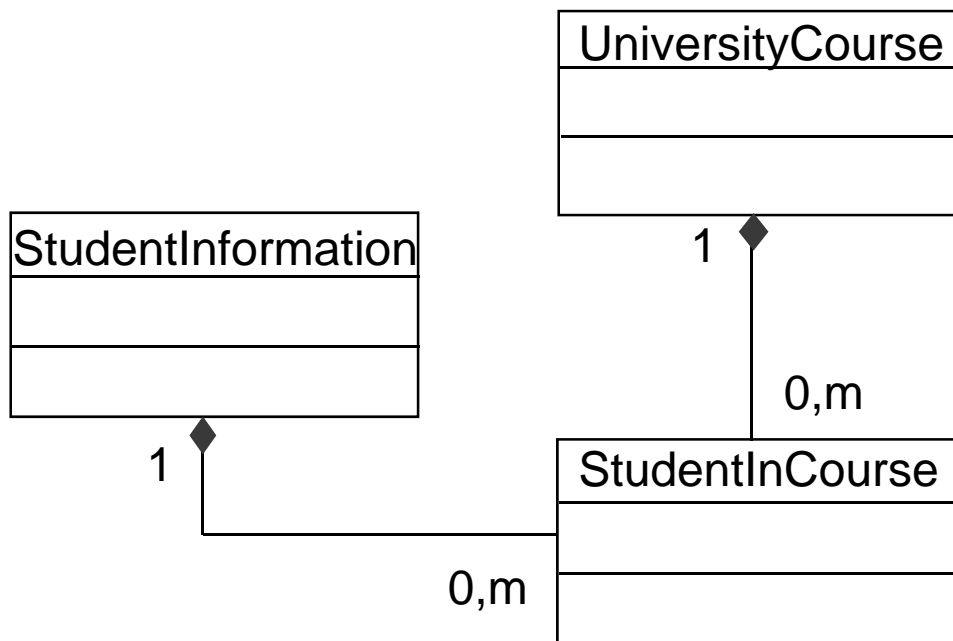 UniversityCourse
StudentInformation
1
0,m
1
StudentInCourse
0,m